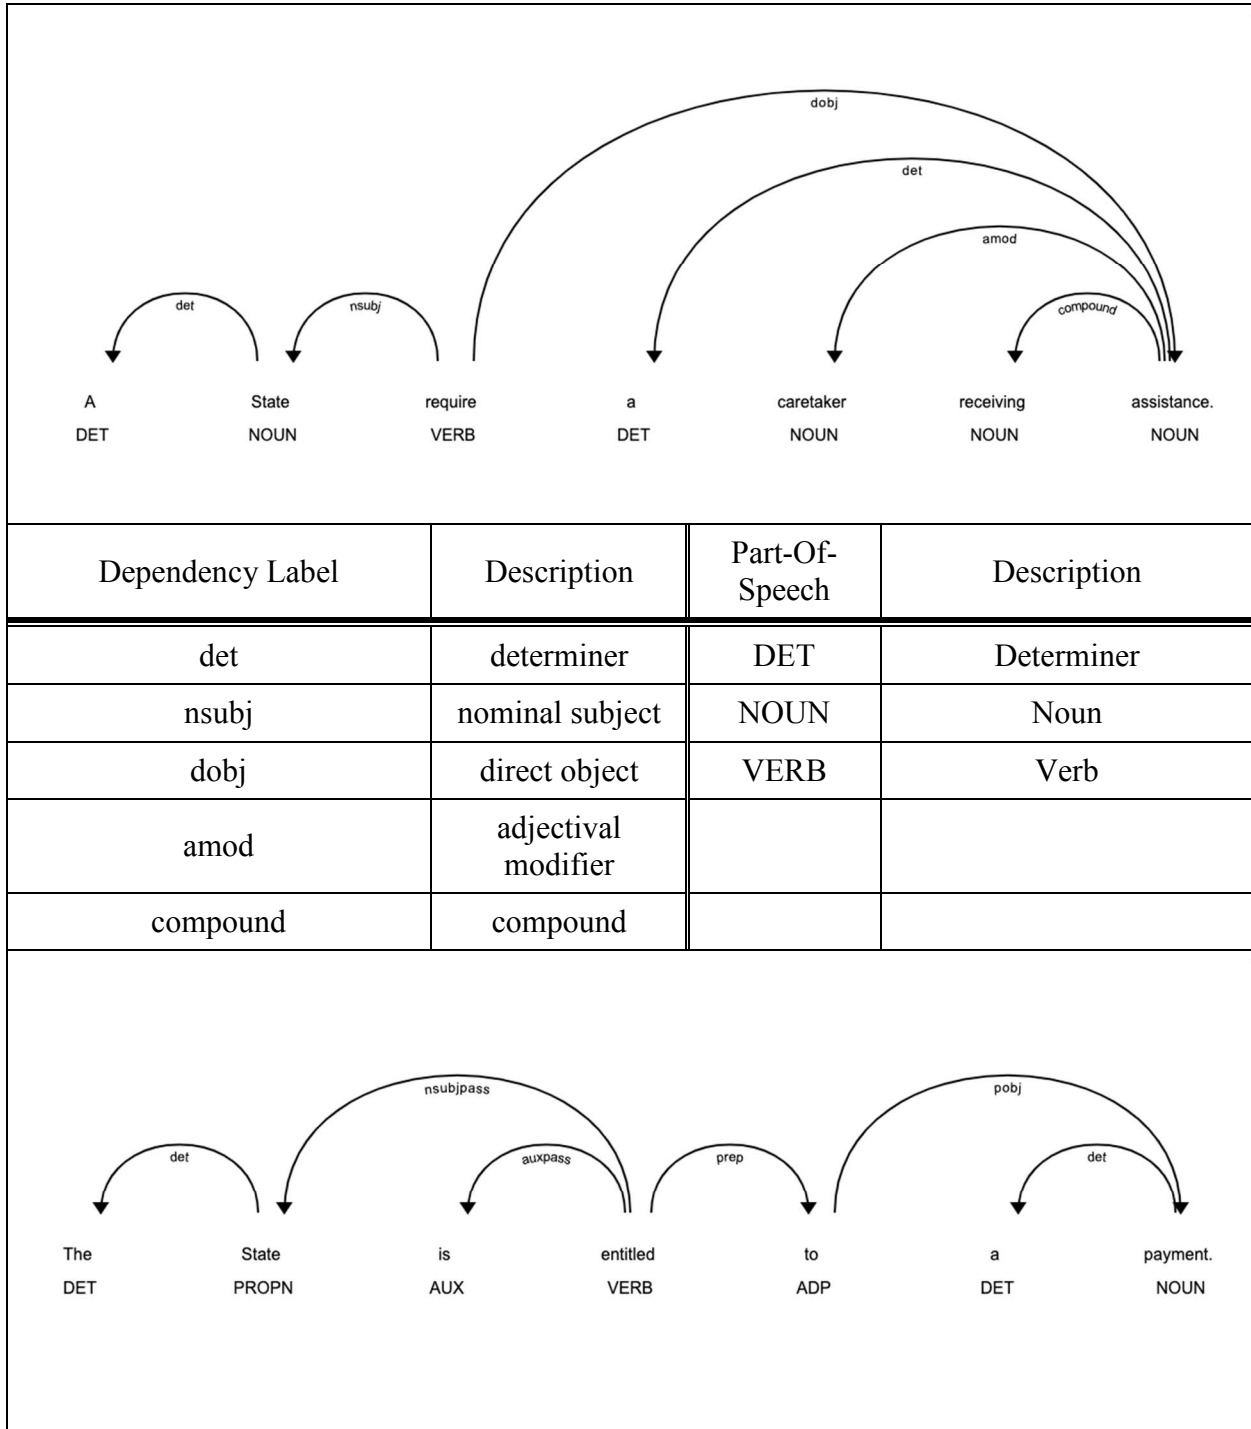 dobj
det
amod
det nsubj compound
A State require a caretaker receiving assistance.
DET NOUN VERB DET NOUN NOUN NOUN
Dependency Label Description Part-Of-Speech Description
det determiner DET Determiner
nsubj nominal subject NOUN Noun
dobj direct object VERB Verb
amod adjectival modifier
compound compound
nsubjpass pobj
det auxpass prep det
The State is entitled to a payment.
DET PROPN AUX VERB ADP DET NOUN